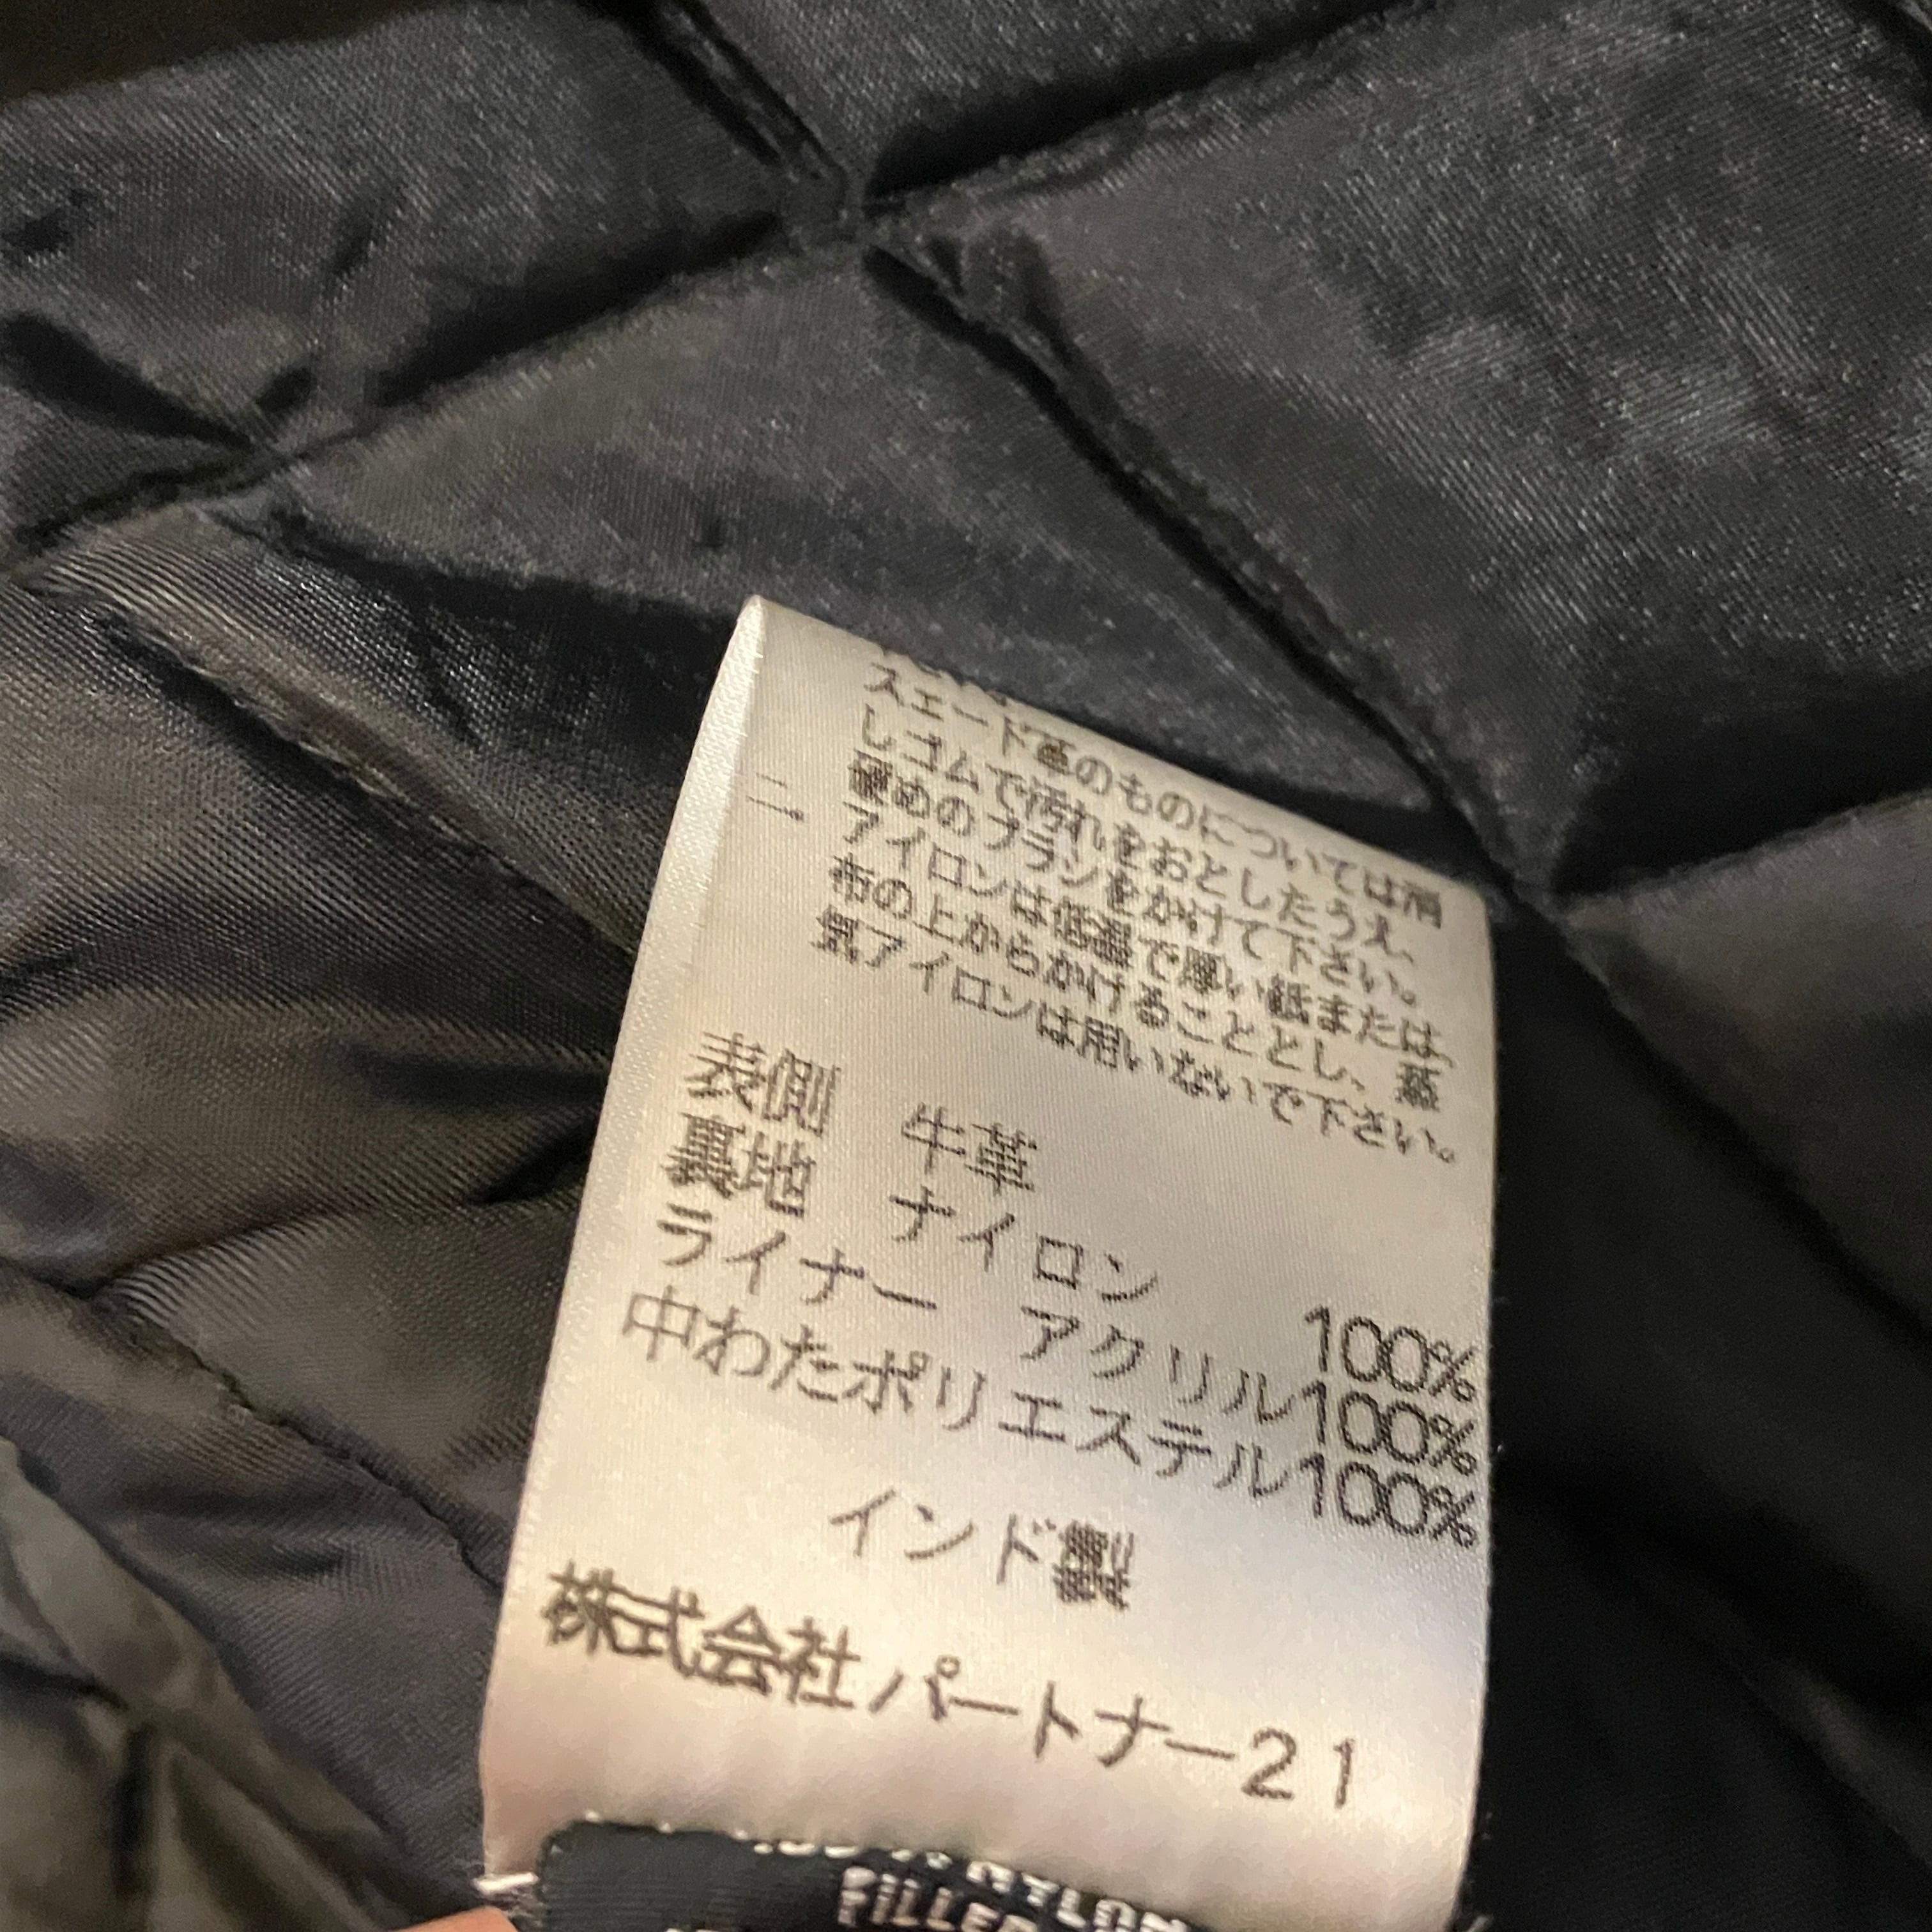 スエード革のものについては消
しゴムで汚れをおとしたうえ、
硬めのブラシをかけて下さい。
アイロンは低温で厚い紙または、
布の上からかけることとし、蒸
気アイロンは用いないで下さい。
表側 牛革
裏地 ナイロン 100%
ライナー アクリル100%
中わたポリエステル100%
インド製
株式会社パートナー21
NYLON
FILLER